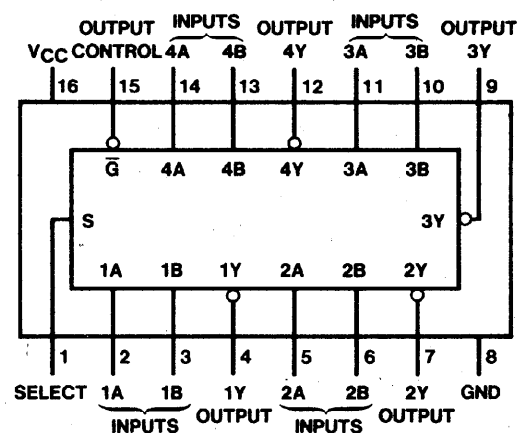 OUTPUT INPUTS OUTPUT INPUTS OUTPUT
VCC CONTROL 4A 4B 4Y 3A 3B 3Y
16 15 14 13 12 11 10 9
G̅ 4A 4B 4Y 3A 3B
S 3Y
1A 1B 1Y 2A 2B 2Y
1 2 3 4 5 6 7 8
SELECT 1A 1B 1Y 2A 2B 2Y GND
INPUTS OUTPUT INPUTS OUTPUT